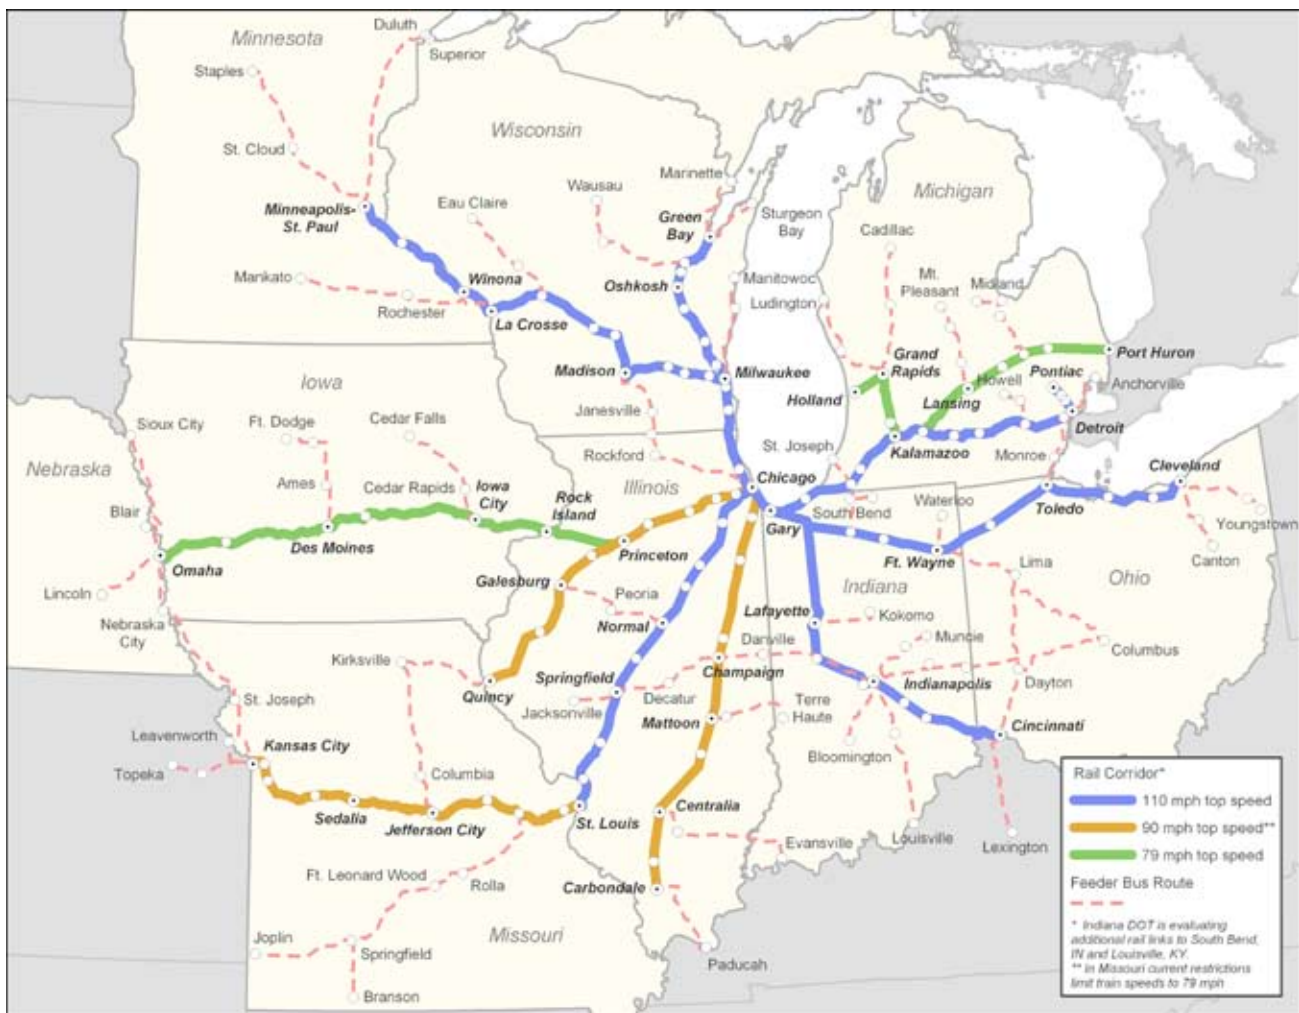 Duluth
Minnesota
Superior
Staples
Wisconsin
St. Cloud
Marinette
Wausau
Michigan
Minneapolis-
St. Paul
Eau Claire
Green
Bay
Sturgeon
Bay
Cadillac
Mankato
Winona
Oshkosh
Manitowoc
Mt.
Pleasant
Midland
Ludington
Rochester
La Crosse
Port Huron
Iowa
Madison
Milwaukee
Grand
Rapids
Pontiac
Howell
Anchorville
Holland
Lansing
Janesville
Sioux City
Ft. Dodge
Cedar Falls
Detroit
St. Joseph
Kalamazoo
Nebraska
Rockford
Monroe
Cleveland
Chicago
Ames
Cedar Rapids
Iowa
City
Rock
Island
Illinois
Waterloo
Blair
South Bend
Toledo
Youngstown
Gary
Des Moines
Princeton
Omaha
Ft. Wayne
Canton
Lima
Ohio
Galesburg
Indiana
Lincoln
Peoria
Lafayette
Kokomo
Nebraska
City
Normal
Muncie
Danville
Columbus
Kirksville
Springfield
Champaign
Quincy
Indianapolis
Dayton
St. Joseph
Jacksonville
Decatur
Terre
Haute
Mattoon
Leavenworth
Cincinnati
Kansas City
Bloomington
Topeka
Columbia
Centralia
Sedalia
Jefferson City
St. Louis
Evansville
Louisville
Lexington
Ft. Leonard Wood
Rolla
Carbondale
Joplin
Missouri
Springfield
Paducah
Branson
Rail Corridor*
110 mph top speed
90 mph top speed**
79 mph top speed
Feeder Bus Route
* Indiana DOT is evaluating
additional rail links to South Bend,
IN and Louisville, KY.
** In Missouri current restrictions
limit train speeds to 79 mph